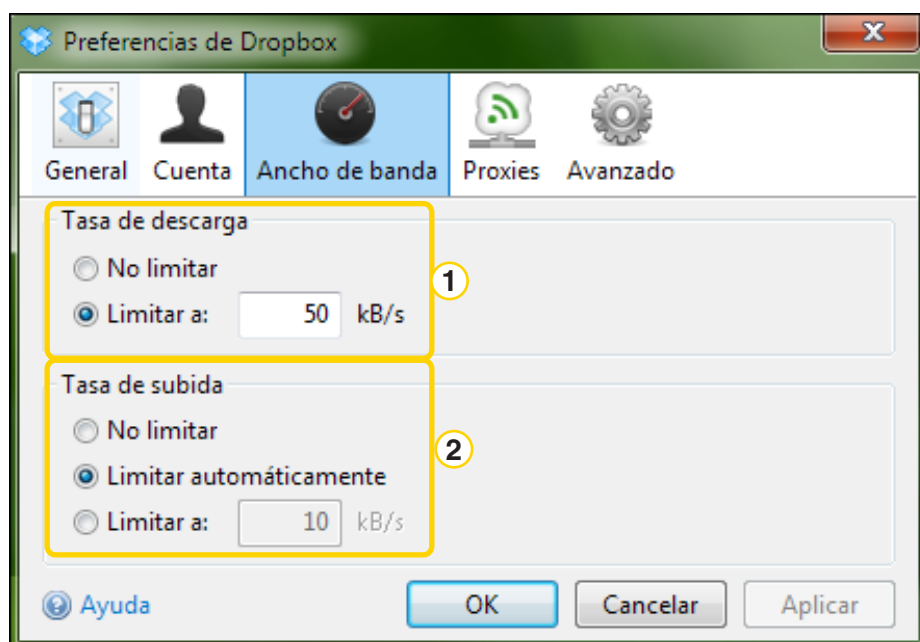 Preferencias de Dropbox
General Cuenta Ancho de banda Proxies Avanzado
Tasa de descarga
No limitar
1
Limitar a: 50 kB/s
Tasa de subida
No limitar
2
Limitar automáticamente
Limitar a: 10 kB/s
Ayuda OK Cancelar Aplicar